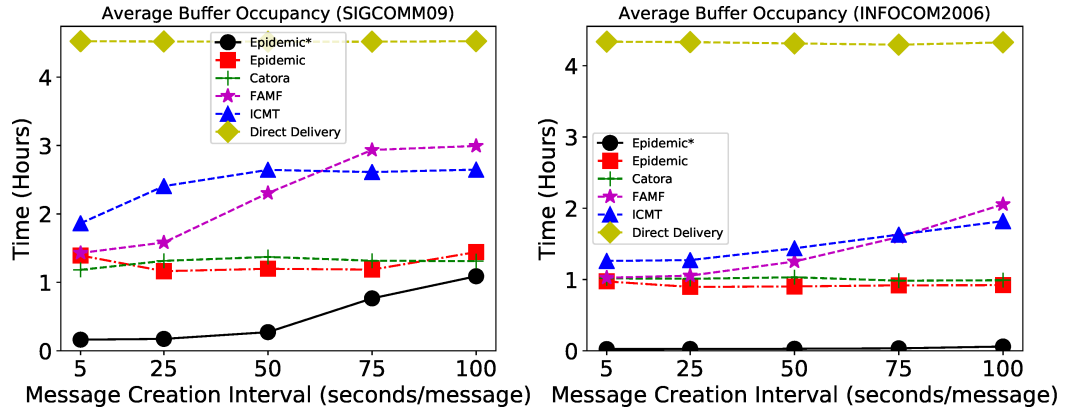 Average Buffer Occupancy (SIGCOMM09)
Time (Hours)
4
3
2
1
0
Epidemic*
Epidemic
Catora
FAMF
ICMT
Direct Delivery
5 25 50 75 100
Message Creation Interval (seconds/message)
Average Buffer Occupancy (INFOCOM2006)
Time (Hours)
4
3
2
1
0
Epidemic*
Epidemic
Catora
FAMF
ICMT
Direct Delivery
5 25 50 75 100
Message Creation Interval (seconds/message)